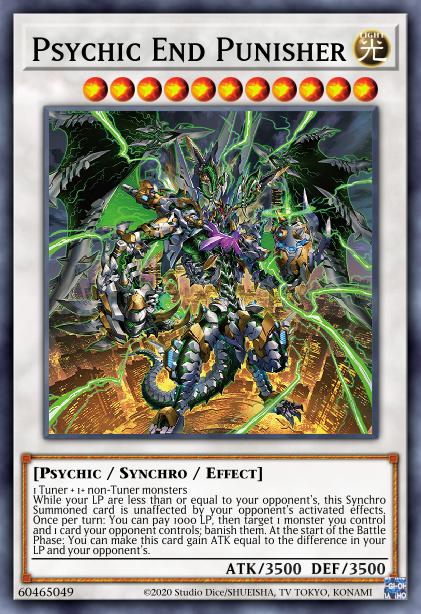 PSYCHIC END PUNISHER
LIGHT
光
[PSYCHIC / SYNCHRO / EFFECT]
1 Tuner + 1+ non-Tuner monsters
While your LP are less than or equal to your opponent's, this Synchro
Summoned card is unaffected by your opponent's activated effects.
Once per turn: You can pay 1000 LP, then target 1 monster you control
and 1 card your opponent controls; banish them. At the start of the Battle
Phase: You can make this card gain ATK equal to the difference in your
LP and your opponent's.
ATK/3500 DEF/3500
60465049
©2020 Studio Dice/SHUEISHA, TV TOKYO, KONAMI